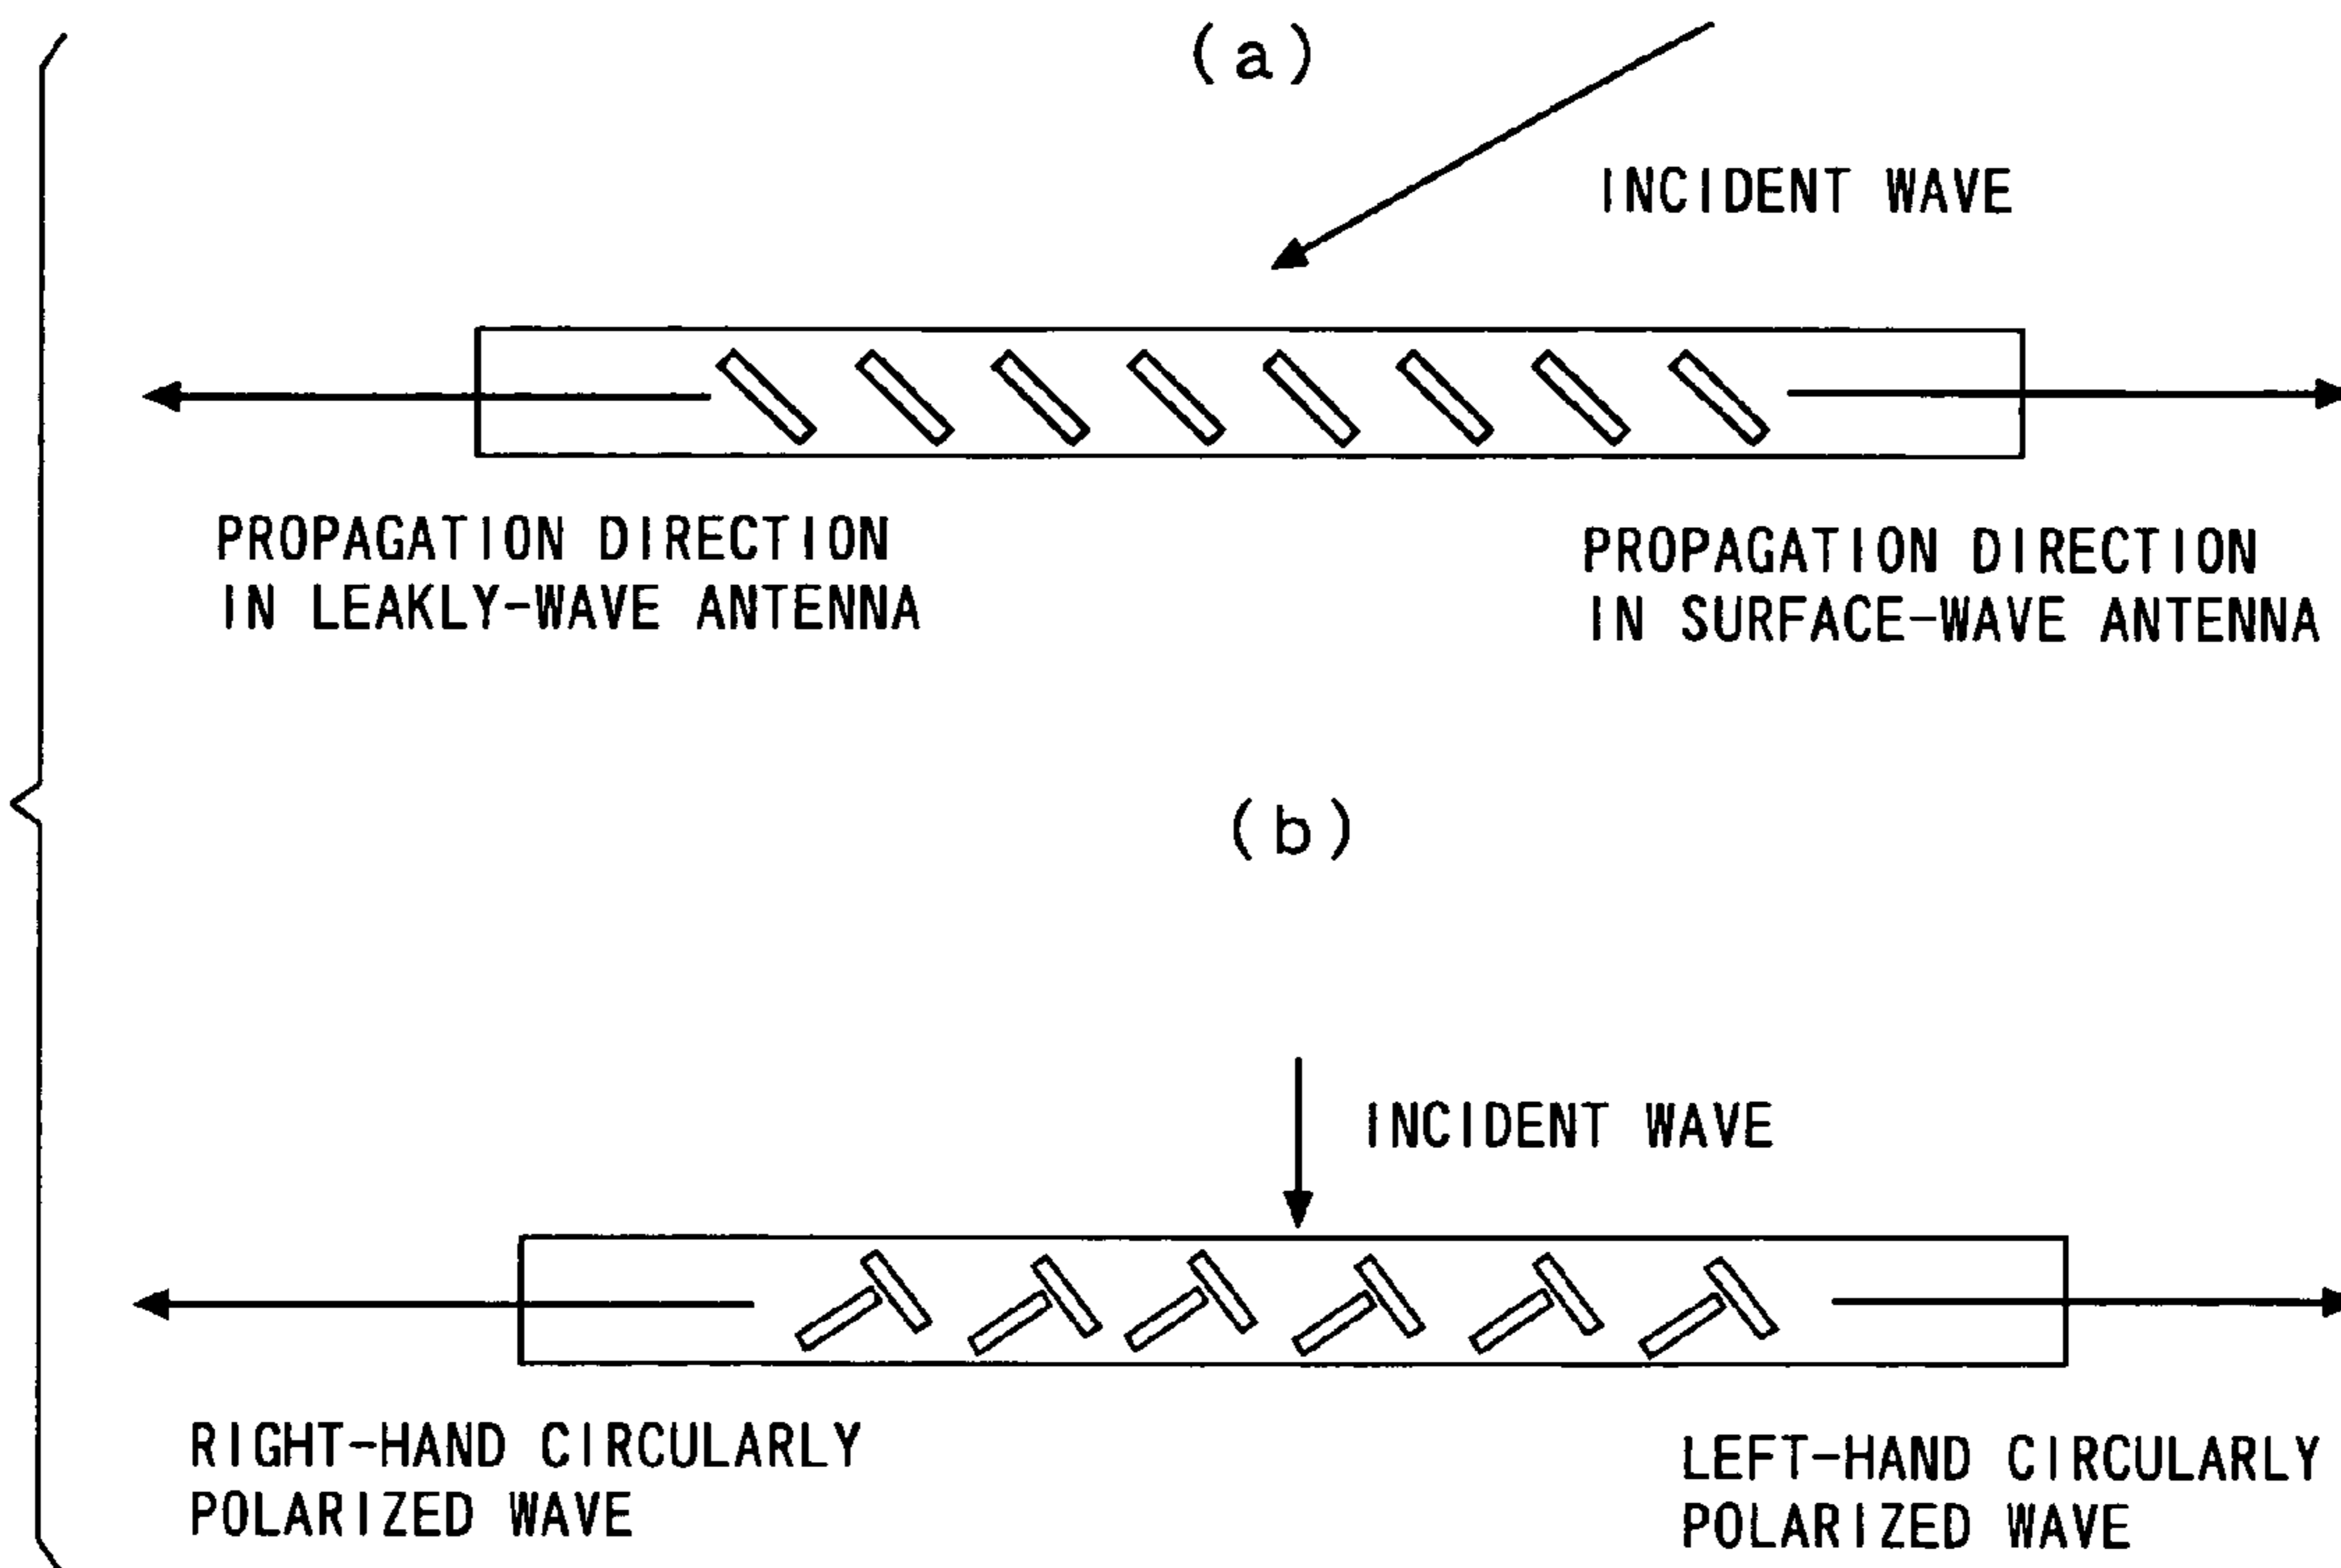 (a)
INCIDENT WAVE
PROPAGATION DIRECTION
IN LEAKLY-WAVE ANTENNA
PROPAGATION DIRECTION
IN SURFACE-WAVE ANTENNA
(b)
INCIDENT WAVE
RIGHT-HAND CIRCULARLY
POLARIZED WAVE
LEFT-HAND CIRCULARLY
POLARIZED WAVE